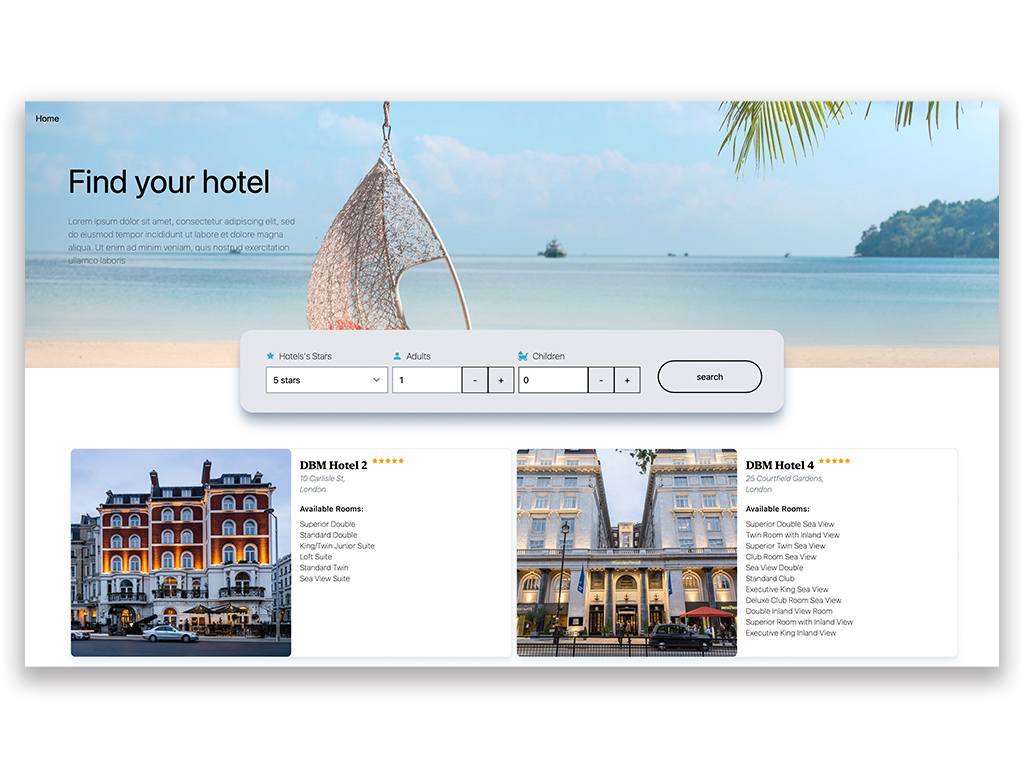 Home
Find your hotel
Lorem ipsum dolor sit amet, consectetur adipiscing elit, sed
do eiusmod tempor incididunt ut labore et dolore magna
aliqua. Ut enim ad minim veniam, quis nostrud exercitation
ullamco laboris
Hotels's Stars
Adults
Children
5 stars
1
-
+
0
-
+
search
DBM Hotel 2
10 Carlisle St,
London
Available Rooms:
Superior Double
Standard Double
King/Twin Junior Suite
Loft Suite
Standard Twin
Sea View Suite
DBM Hotel 4
25 Courtfield Gardens,
London
Available Rooms:
Superior Double Sea View
Twin Room with Inland View
Superior Twin Sea View
Club Room Sea View
Sea View Double
Standard Club
Executive King Sea View
Deluxe Club Room Sea View
Double Inland View Room
Superior Room with Inland View
Executive King Inland View